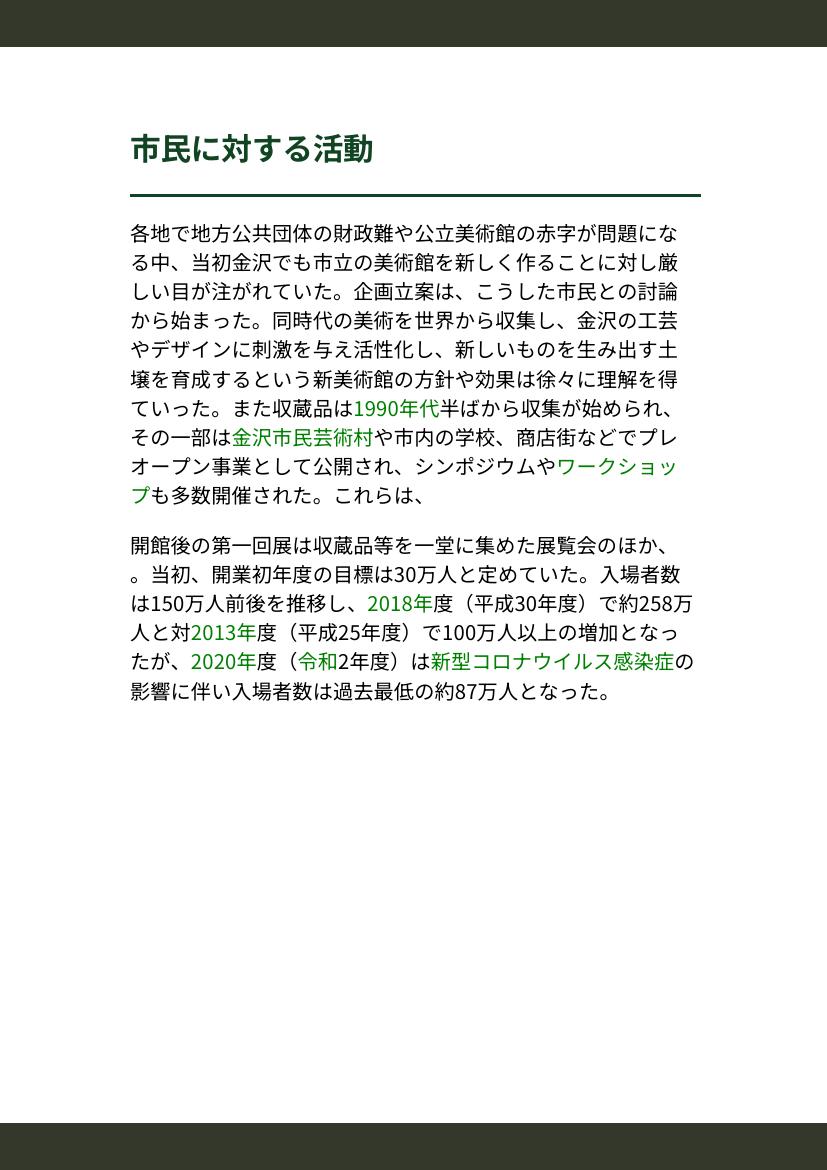 市民に対する活動
各地で地方公共団体の財政難や公立美術館の赤字が問題にな
る中、当初金沢でも市立の美術館を新しく作ることに対し厳
しい目が注がれていた。企画立案は、こうした市民との討論
から始まった。同時代の美術を世界から収集し、金沢の工芸
やデザインに刺激を与え活性化し、新しいものを生み出す土
壌を育成するという新美術館の方針や効果は徐々に理解を得
ていった。また収蔵品は1990年代半ばから収集が始められ、
その一部は金沢市民芸術村や市内の学校、商店街などでプレ
オープン事業として公開され、シンポジウムやワークショッ
プも多数開催された。これらは、
開館後の第一回展は収蔵品等を一堂に集めた展覧会のほか、
。当初、開業初年度の目標は30万人と定めていた。入場者数
は150万人前後を推移し、2018年度（平成30年度）で約258万
人と対2013年度（平成25年度）で100万人以上の増加となっ
たが、2020年度（令和2年度）は新型コロナウイルス感染症の
影響に伴い入場者数は過去最低の約87万人となった。